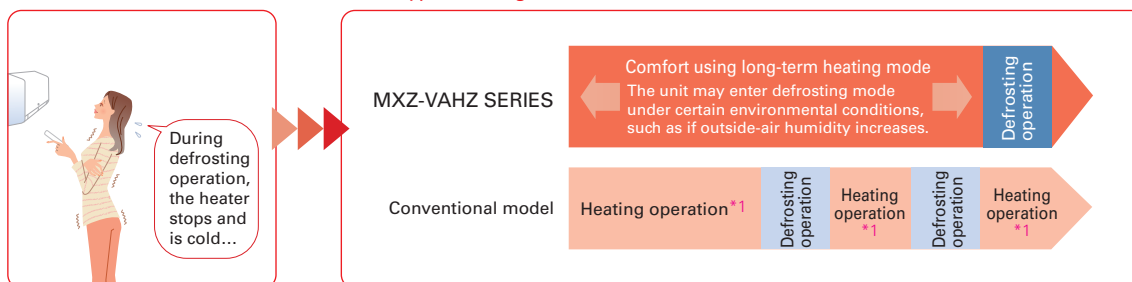 During
defrosting
operation,
the heater
stops and
is cold…
MXZ-VAHZ SERIES
Comfort using long-term heating mode
The unit may enter defrosting mode
under certain environmental conditions,
such as if outside-air humidity increases.
Defrosting
operation
Conventional model
Heating operation*1
Defrosting
operation
Heating
operation
*1
Defrosting
operation
Heating
operation
*1